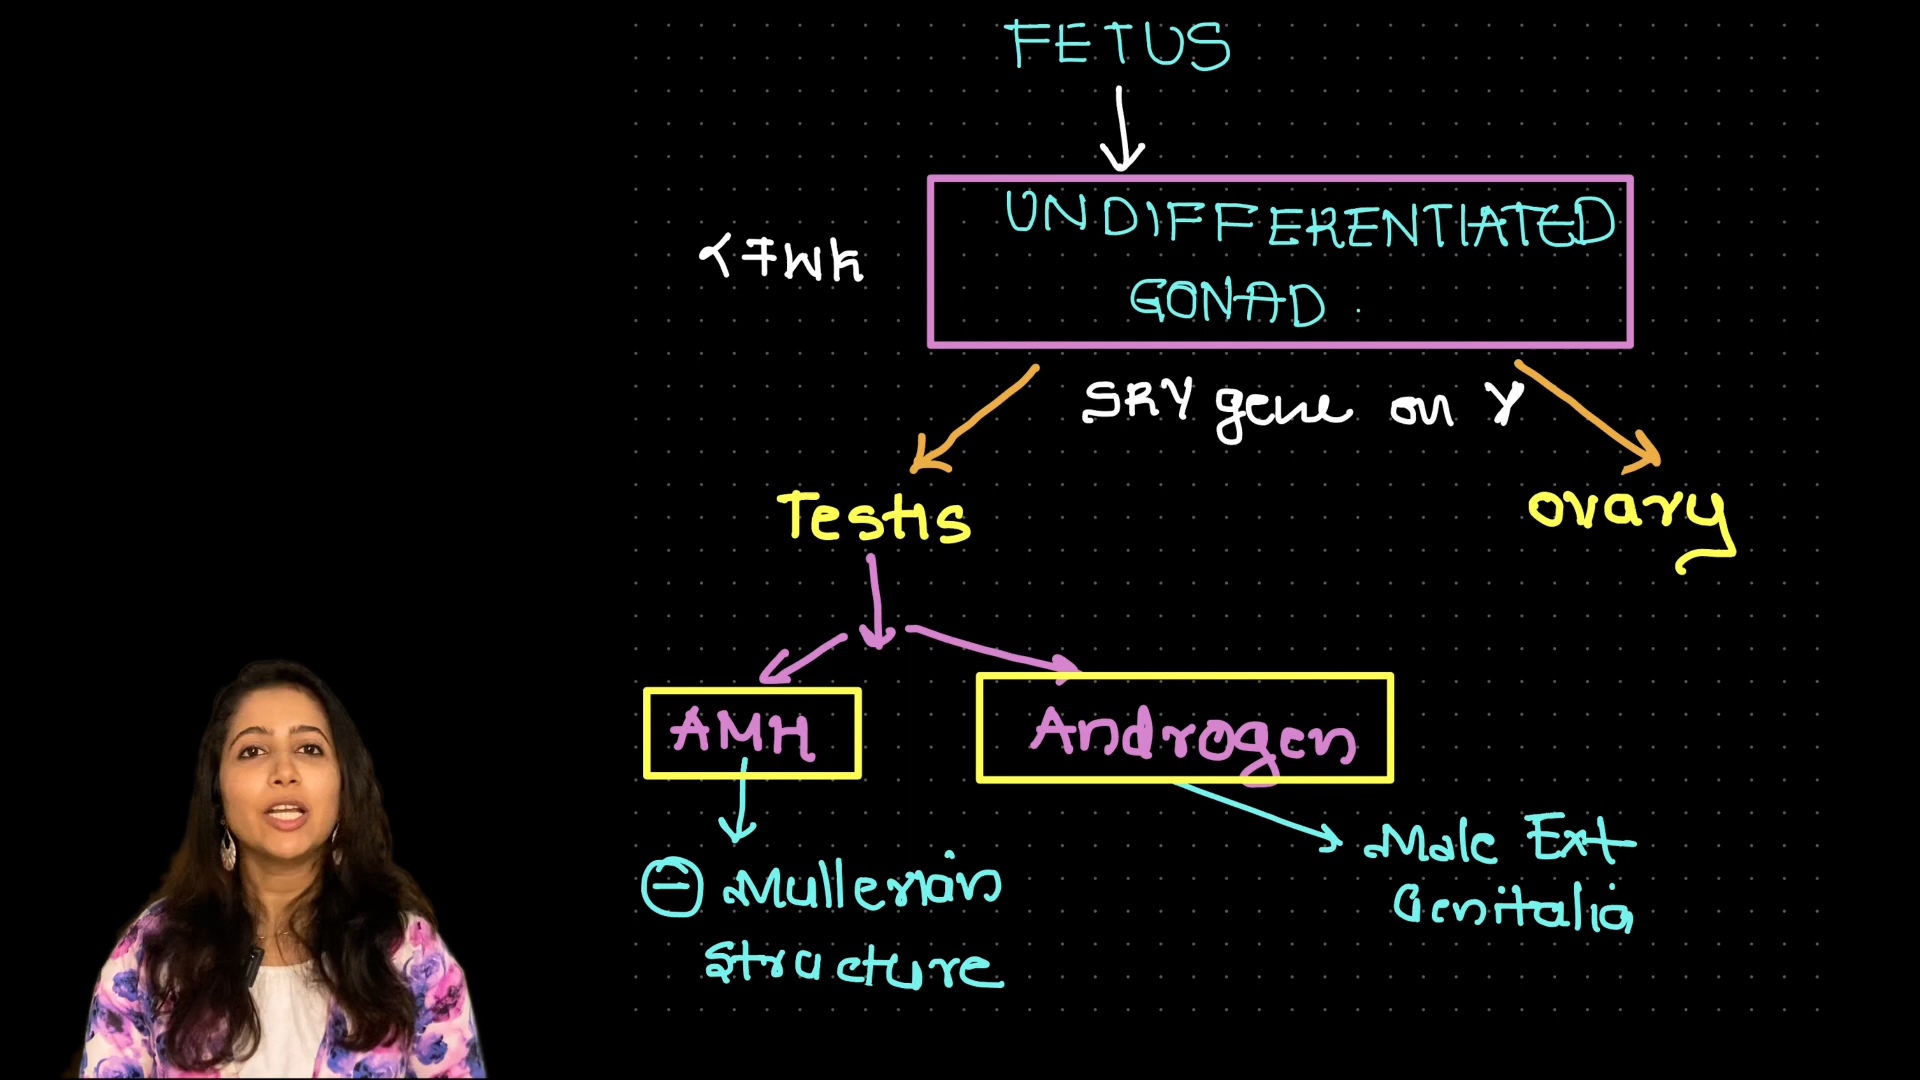 FETUS
UNDIFFERENTIATED
<7wk
GONAD
SRY gene on Y
Testis
ovary
AMH
Androgen
Male Ext
Genitalia
⊖ Mullerian
structure